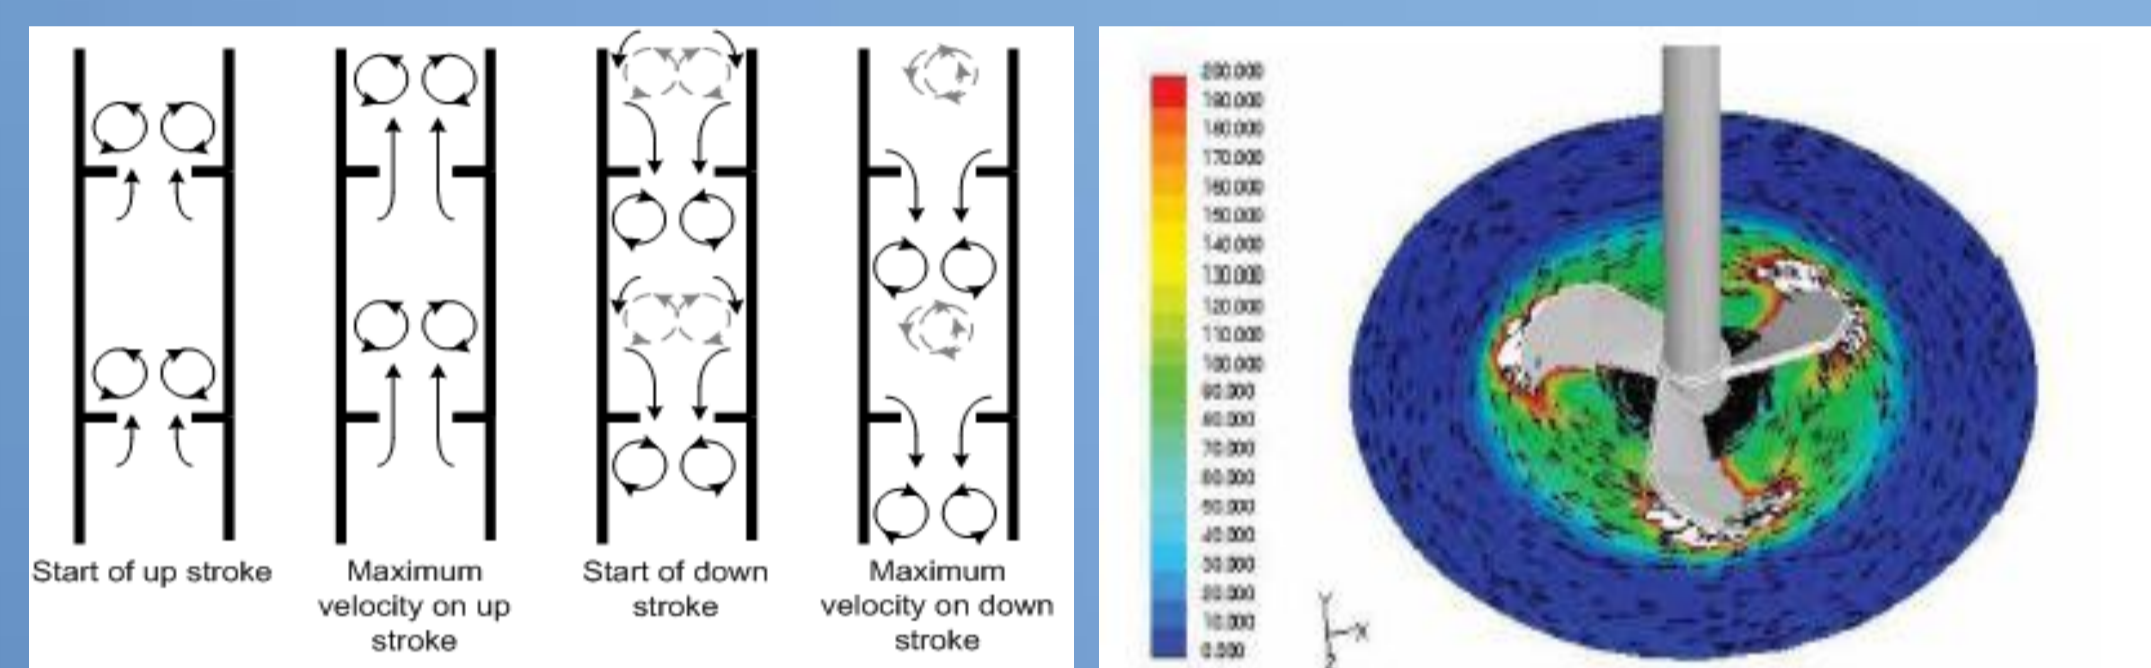 Start of up stroke
Maximum
velocity on up
stroke
Start of down
stroke
Maximum
velocity on down
stroke
200.000
190.000
180.000
170.000
160.000
150.000
140.000
130.000
120.000
110.000
100.000
90.000
80.000
70.000
60.000
50.000
40.000
30.000
20.000
10.000
0.000
Y
X
Z